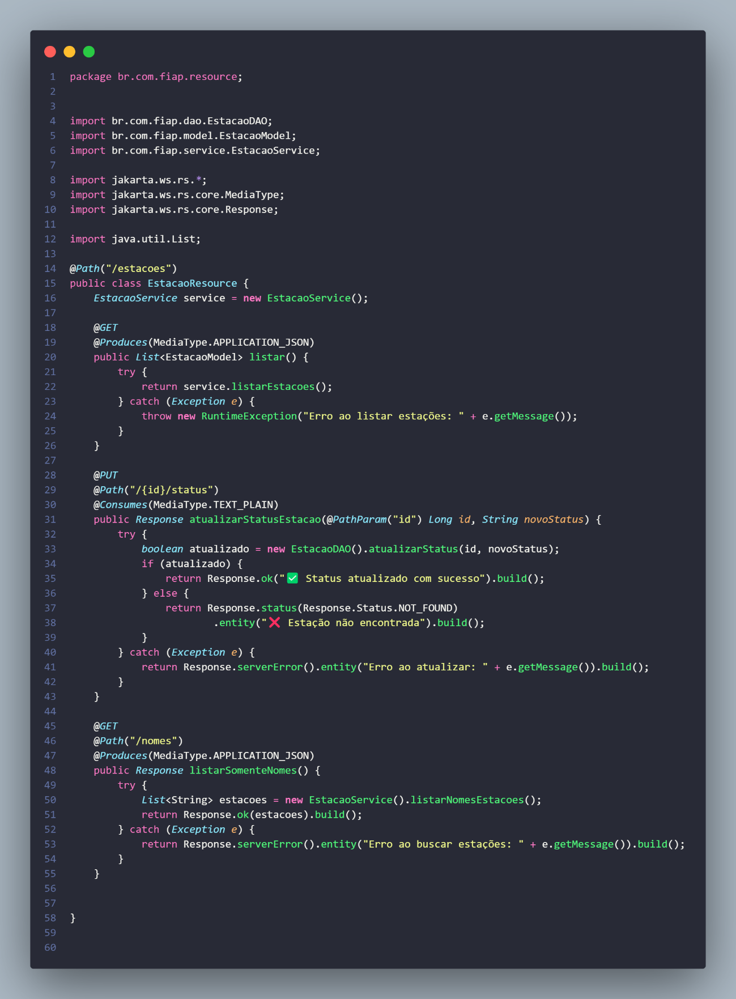 1 package br.com.fiap.resource;
2
3
4 import br.com.fiap.dao.EstacaoDAO;
5 import br.com.fiap.model.EstacaoModel;
6 import br.com.fiap.service.EstacaoService;
7
8 import jakarta.ws.rs.*;
9 import jakarta.ws.rs.core.MediaType;
10 import jakarta.ws.rs.core.Response;
11
12 import java.util.List;
13
14 @Path("/estacoes")
15 public class EstacaoResource {
16     EstacaoService service = new EstacaoService();
17
18     @GET
19     @Produces(MediaType.APPLICATION_JSON)
20     public List<EstacaoModel> listar() {
21         try {
22             return service.listarEstacoes();
23         } catch (Exception e) {
24             throw new RuntimeException("Erro ao listar estações: " + e.getMessage());
25         }
26     }
27
28     @PUT
29     @Path("/{id}/status")
30     @Consumes(MediaType.TEXT_PLAIN)
31     public Response atualizarStatusEstacao(@PathParam("id") Long id, String novoStatus) {
32         try {
33             boolean atualizado = new EstacaoDAO().atualizarStatus(id, novoStatus);
34             if (atualizado) {
35                 return Response.ok("✅ Status atualizado com sucesso").build();
36             } else {
37                 return Response.status(Response.Status.NOT_FOUND)
38                         .entity("❌ Estação não encontrada").build();
39             }
40         } catch (Exception e) {
41             return Response.serverError().entity("Erro ao atualizar: " + e.getMessage()).build();
42         }
43     }
44
45     @GET
46     @Path("/nomes")
47     @Produces(MediaType.APPLICATION_JSON)
48     public Response listarSomenteNomes() {
49         try {
50             List<String> estacoes = new EstacaoService().listarNomesEstacoes();
51             return Response.ok(estacoes).build();
52         } catch (Exception e) {
53             return Response.serverError().entity("Erro ao buscar estações: " + e.getMessage()).build();
54         }
55     }
56
57
58 }
59
60